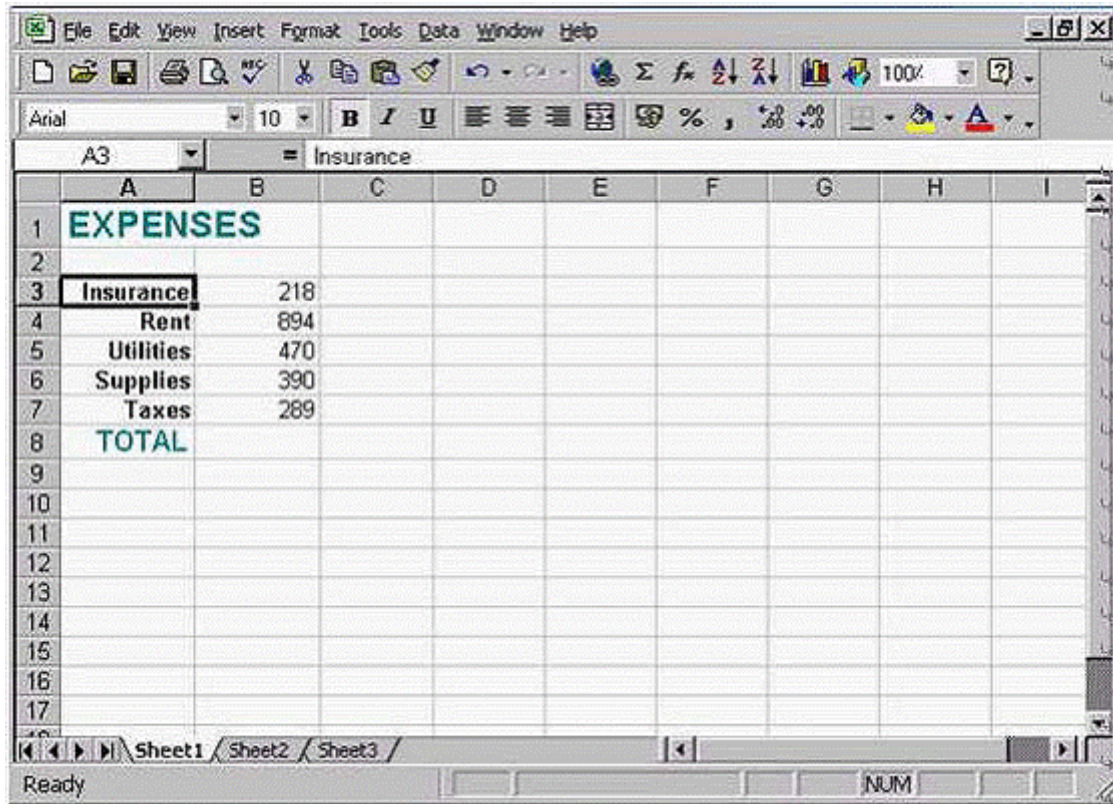 File Edit View Insert Format Tools Data Window Help
100%
Arial 10 B I U % ,
A3 = Insurance
A B C D E F G H I
1 EXPENSES
2
3 Insurance 218
4 Rent 894
5 Utilities 470
6 Supplies 390
7 Taxes 289
8 TOTAL
9
10
11
12
13
14
15
16
17
Sheet1 Sheet2 Sheet3
Ready NUM